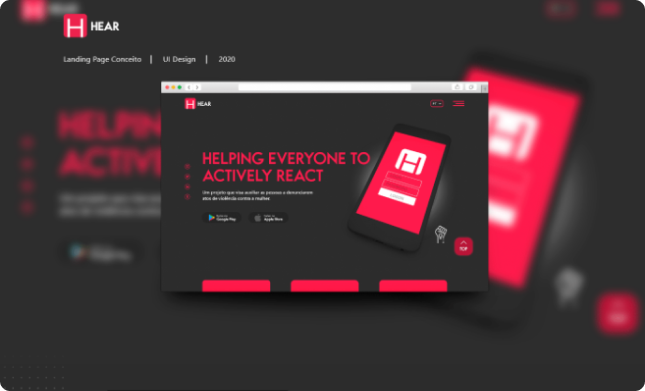 HEAR
Landing Page Conceito | UI Design | 2020
HEAR
HELPING EVERYONE TO
ACTIVELY REACT
Um projeto que visa auxiliar as pessoas a denunciarem
atos de violência contra a mulher
Google Play
Apple Store
TOP
HELPING